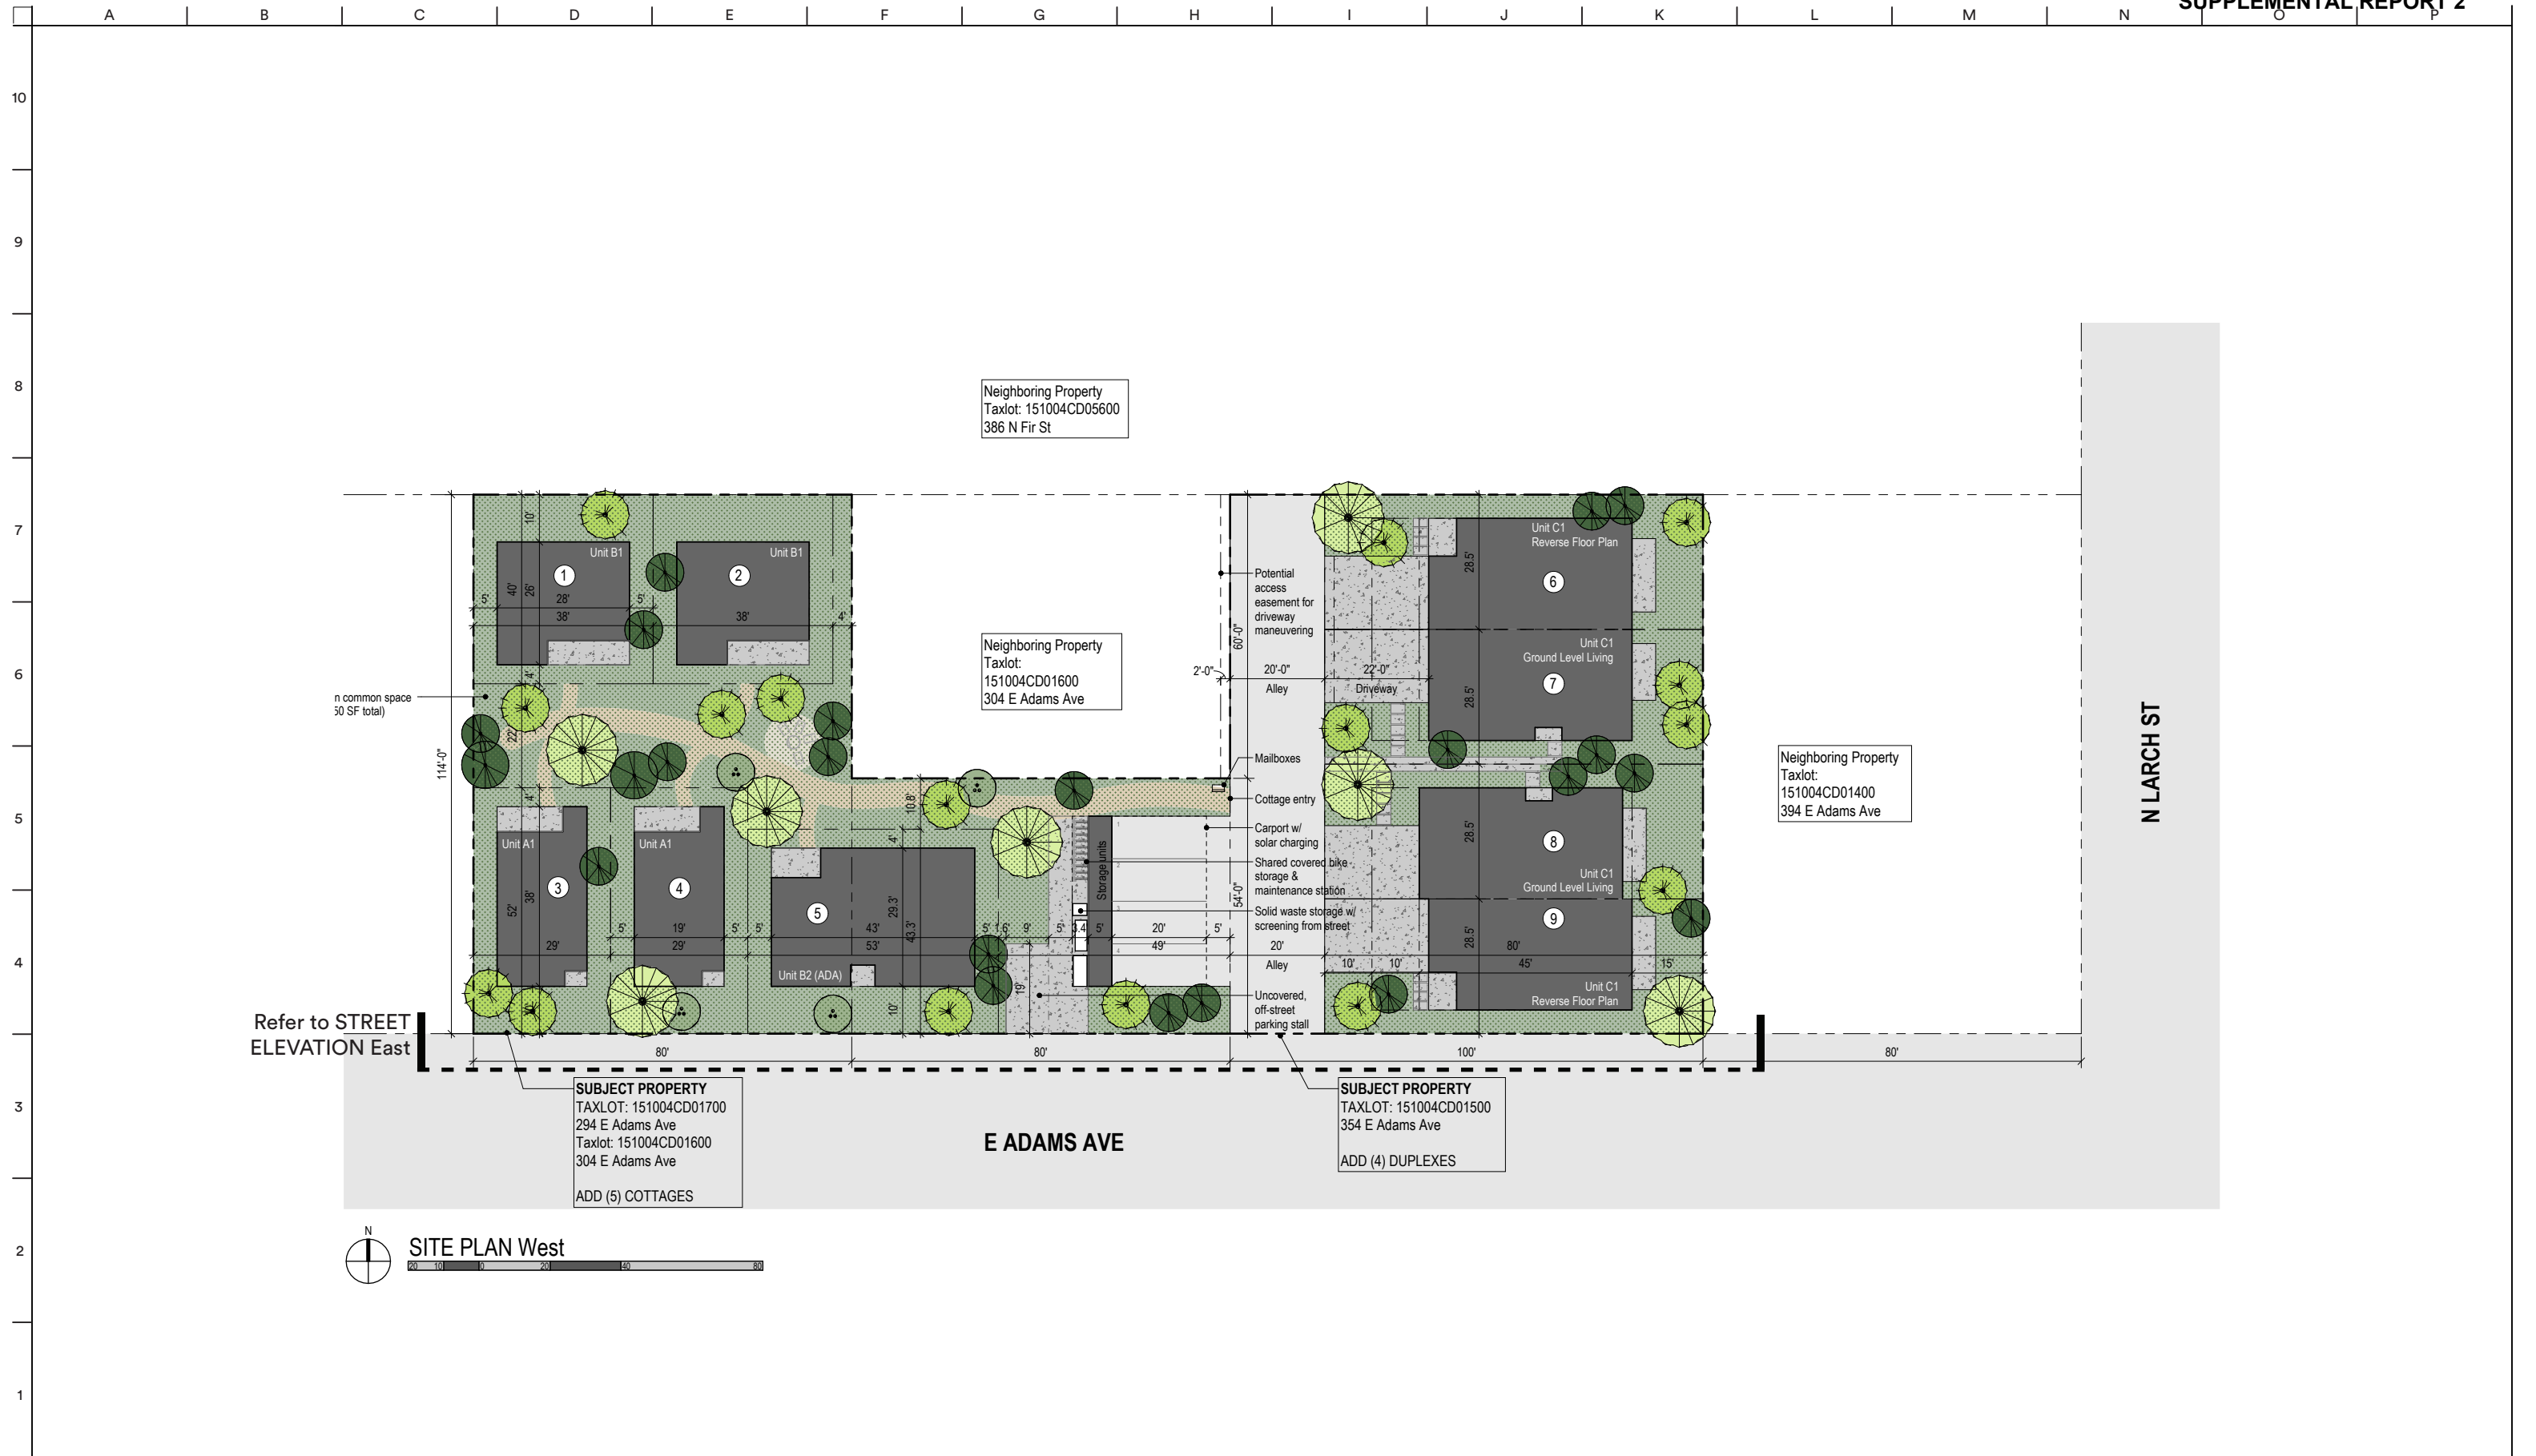 SUPPLEMENTAL REPORT 2
A B C D E F G H I J K L M N O P
10
9
8
7
6
5
4
3
2
1
Neighboring Property
Taxlot: 151004CD05600
386 N Fir St
Neighboring Property
Taxlot:
151004CD01600
304 E Adams Ave
Neighboring Property
Taxlot:
151004CD01400
394 E Adams Ave
N LARCH ST
n common space
50 SF total)
114'-0"
Unit B1
1
10'
40'
26'
5'
28'
5'
38'
4'
22'
Unit B1
2
38'
4'
4'
Unit A1
3
52'
38'
29'
10'
Unit A1
4
5'
19'
5'
29'
5
5'
43'
53'
29.3'
43.3'
4'
10.8'
10'
Unit B2 (ADA)
5'
1.6'
9'
5'
3.4'
5'
20'
5'
49'
19'
Storage units
Potential
access
easement for
driveway
maneuvering
60'-0"
2'-0"
20'-0"
Alley
22'-0"
Driveway
Mailboxes
Cottage entry
Carport w/
solar charging
Shared covered bike
storage &
maintenance station
Solid waste storage w/
screening from street
54'-0"
20'
Alley
Uncovered,
off-street
parking stall
Unit C1
Reverse Floor Plan
28.5'
6
Unit C1
Ground Level Living
28.5'
7
28.5'
8
Unit C1
Ground Level Living
9
28.5'
80'
10'
10'
45'
15'
Unit C1
Reverse Floor Plan
Refer to STREET
ELEVATION East
80'
80'
100'
80'
SUBJECT PROPERTY
TAXLOT: 151004CD01700
294 E Adams Ave
Taxlot: 151004CD01600
304 E Adams Ave
ADD (5) COTTAGES
SUBJECT PROPERTY
TAXLOT: 151004CD01500
354 E Adams Ave
ADD (4) DUPLEXES
E ADAMS AVE
N
SITE PLAN West
20 10 0 20 40 80